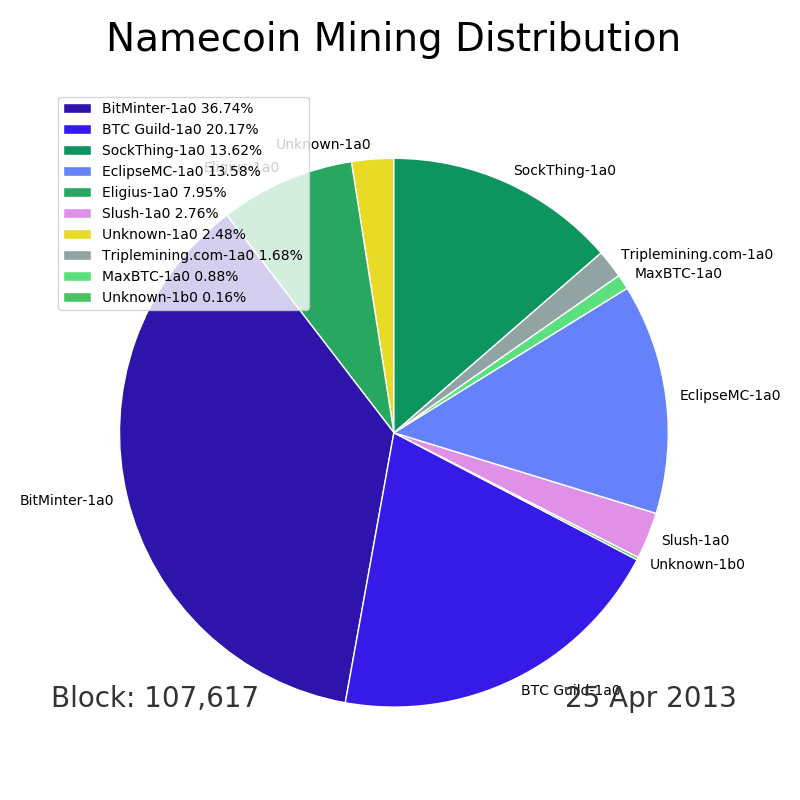 Namecoin Mining Distribution
BitMinter-1a0 36.74%
BTC Guild-1a0 20.17%
SockThing-1a0 13.62%
EclipseMC-1a0 13.58%
Eligius-1a0 7.95%
Slush-1a0 2.76%
Unknown-1a0 2.48%
Triplemining.com-1a0 1.68%
MaxBTC-1a0 0.88%
Unknown-1b0 0.16%
Unknown-1a0
Eligius-1a0
SockThing-1a0
Triplemining.com-1a0
MaxBTC-1a0
EclipseMC-1a0
BitMinter-1a0
Slush-1a0
Unknown-1b0
BTC Guild-1a0
Block: 107,617
25 Apr 2013